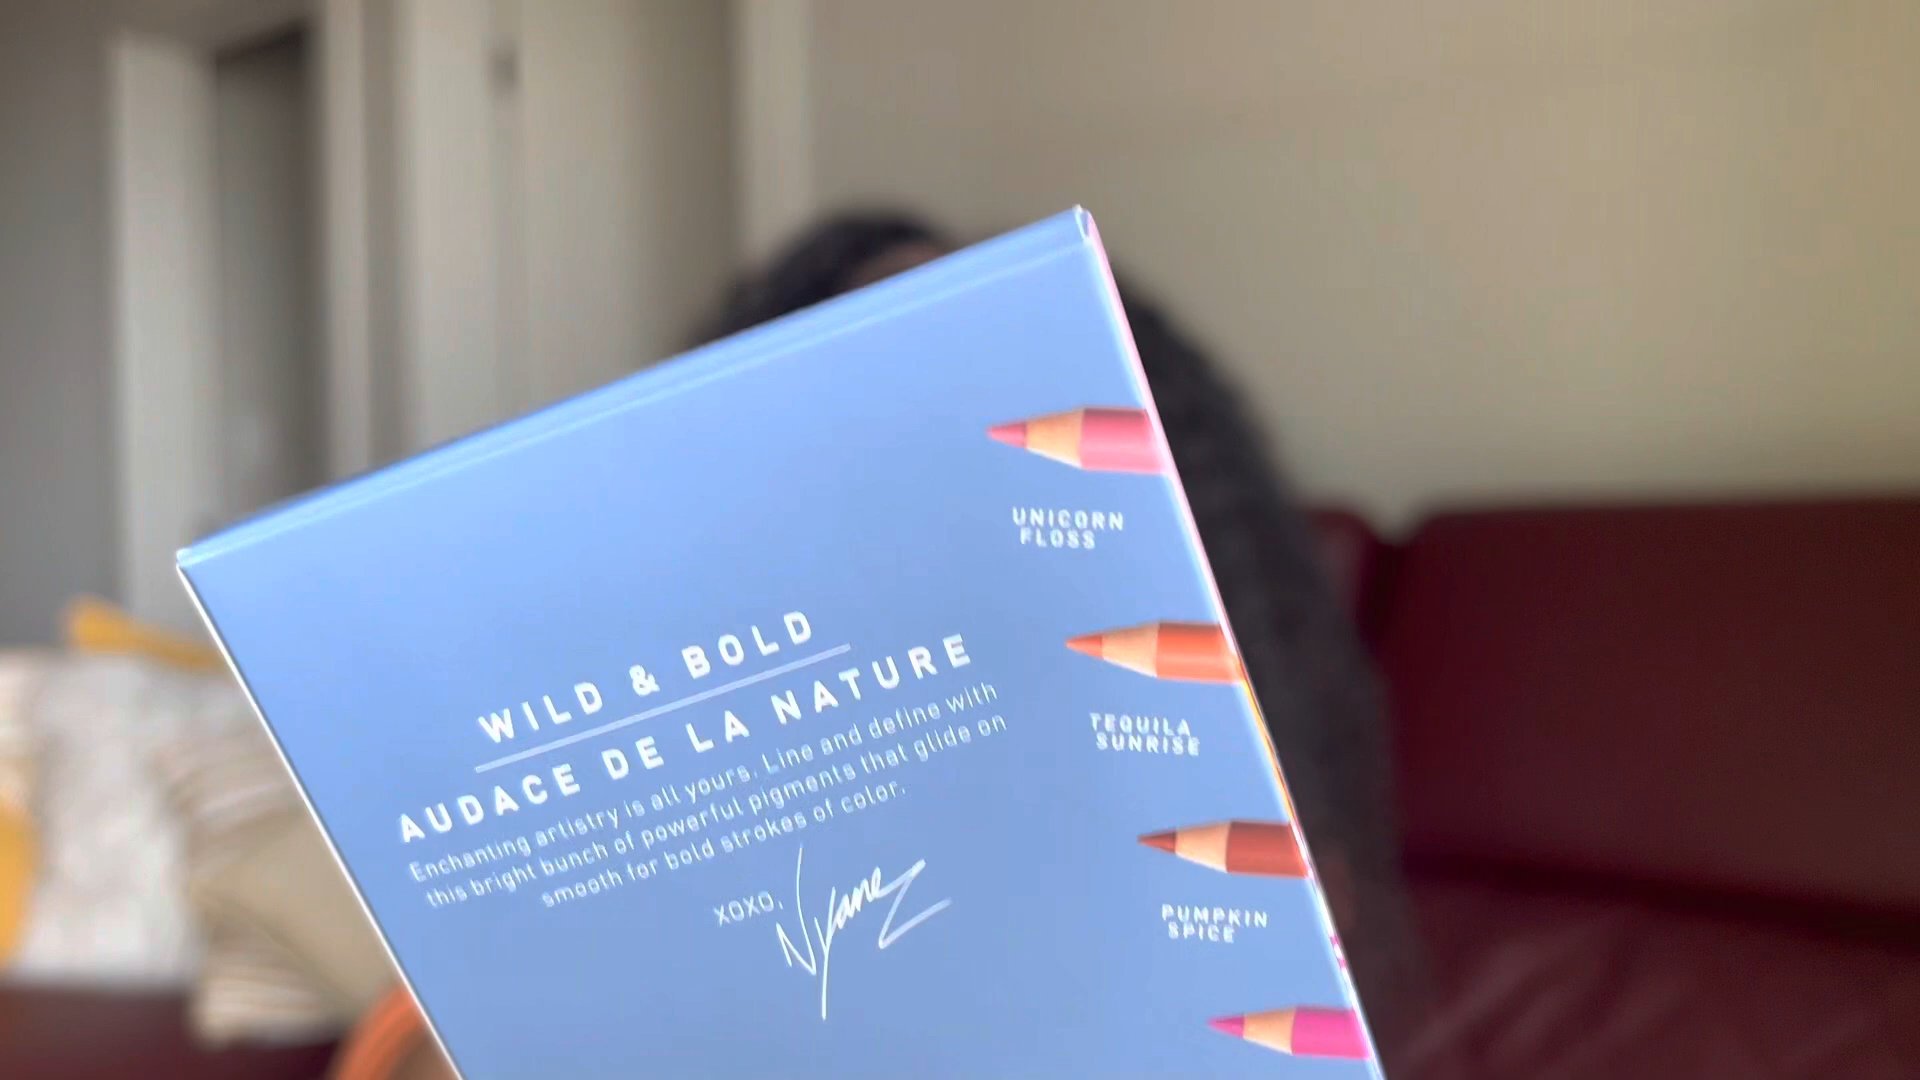 WILD & BOLD
AUDACE DE LA NATURE
Enchanting artistry is all yours. Line and define with
this bright bunch of powerful pigments that glide on
smooth for bold strokes of color.
XOXO,
Nyane
UNICORN
FLOSS
TEQUILA
SUNRISE
PUMPKIN
SPICE